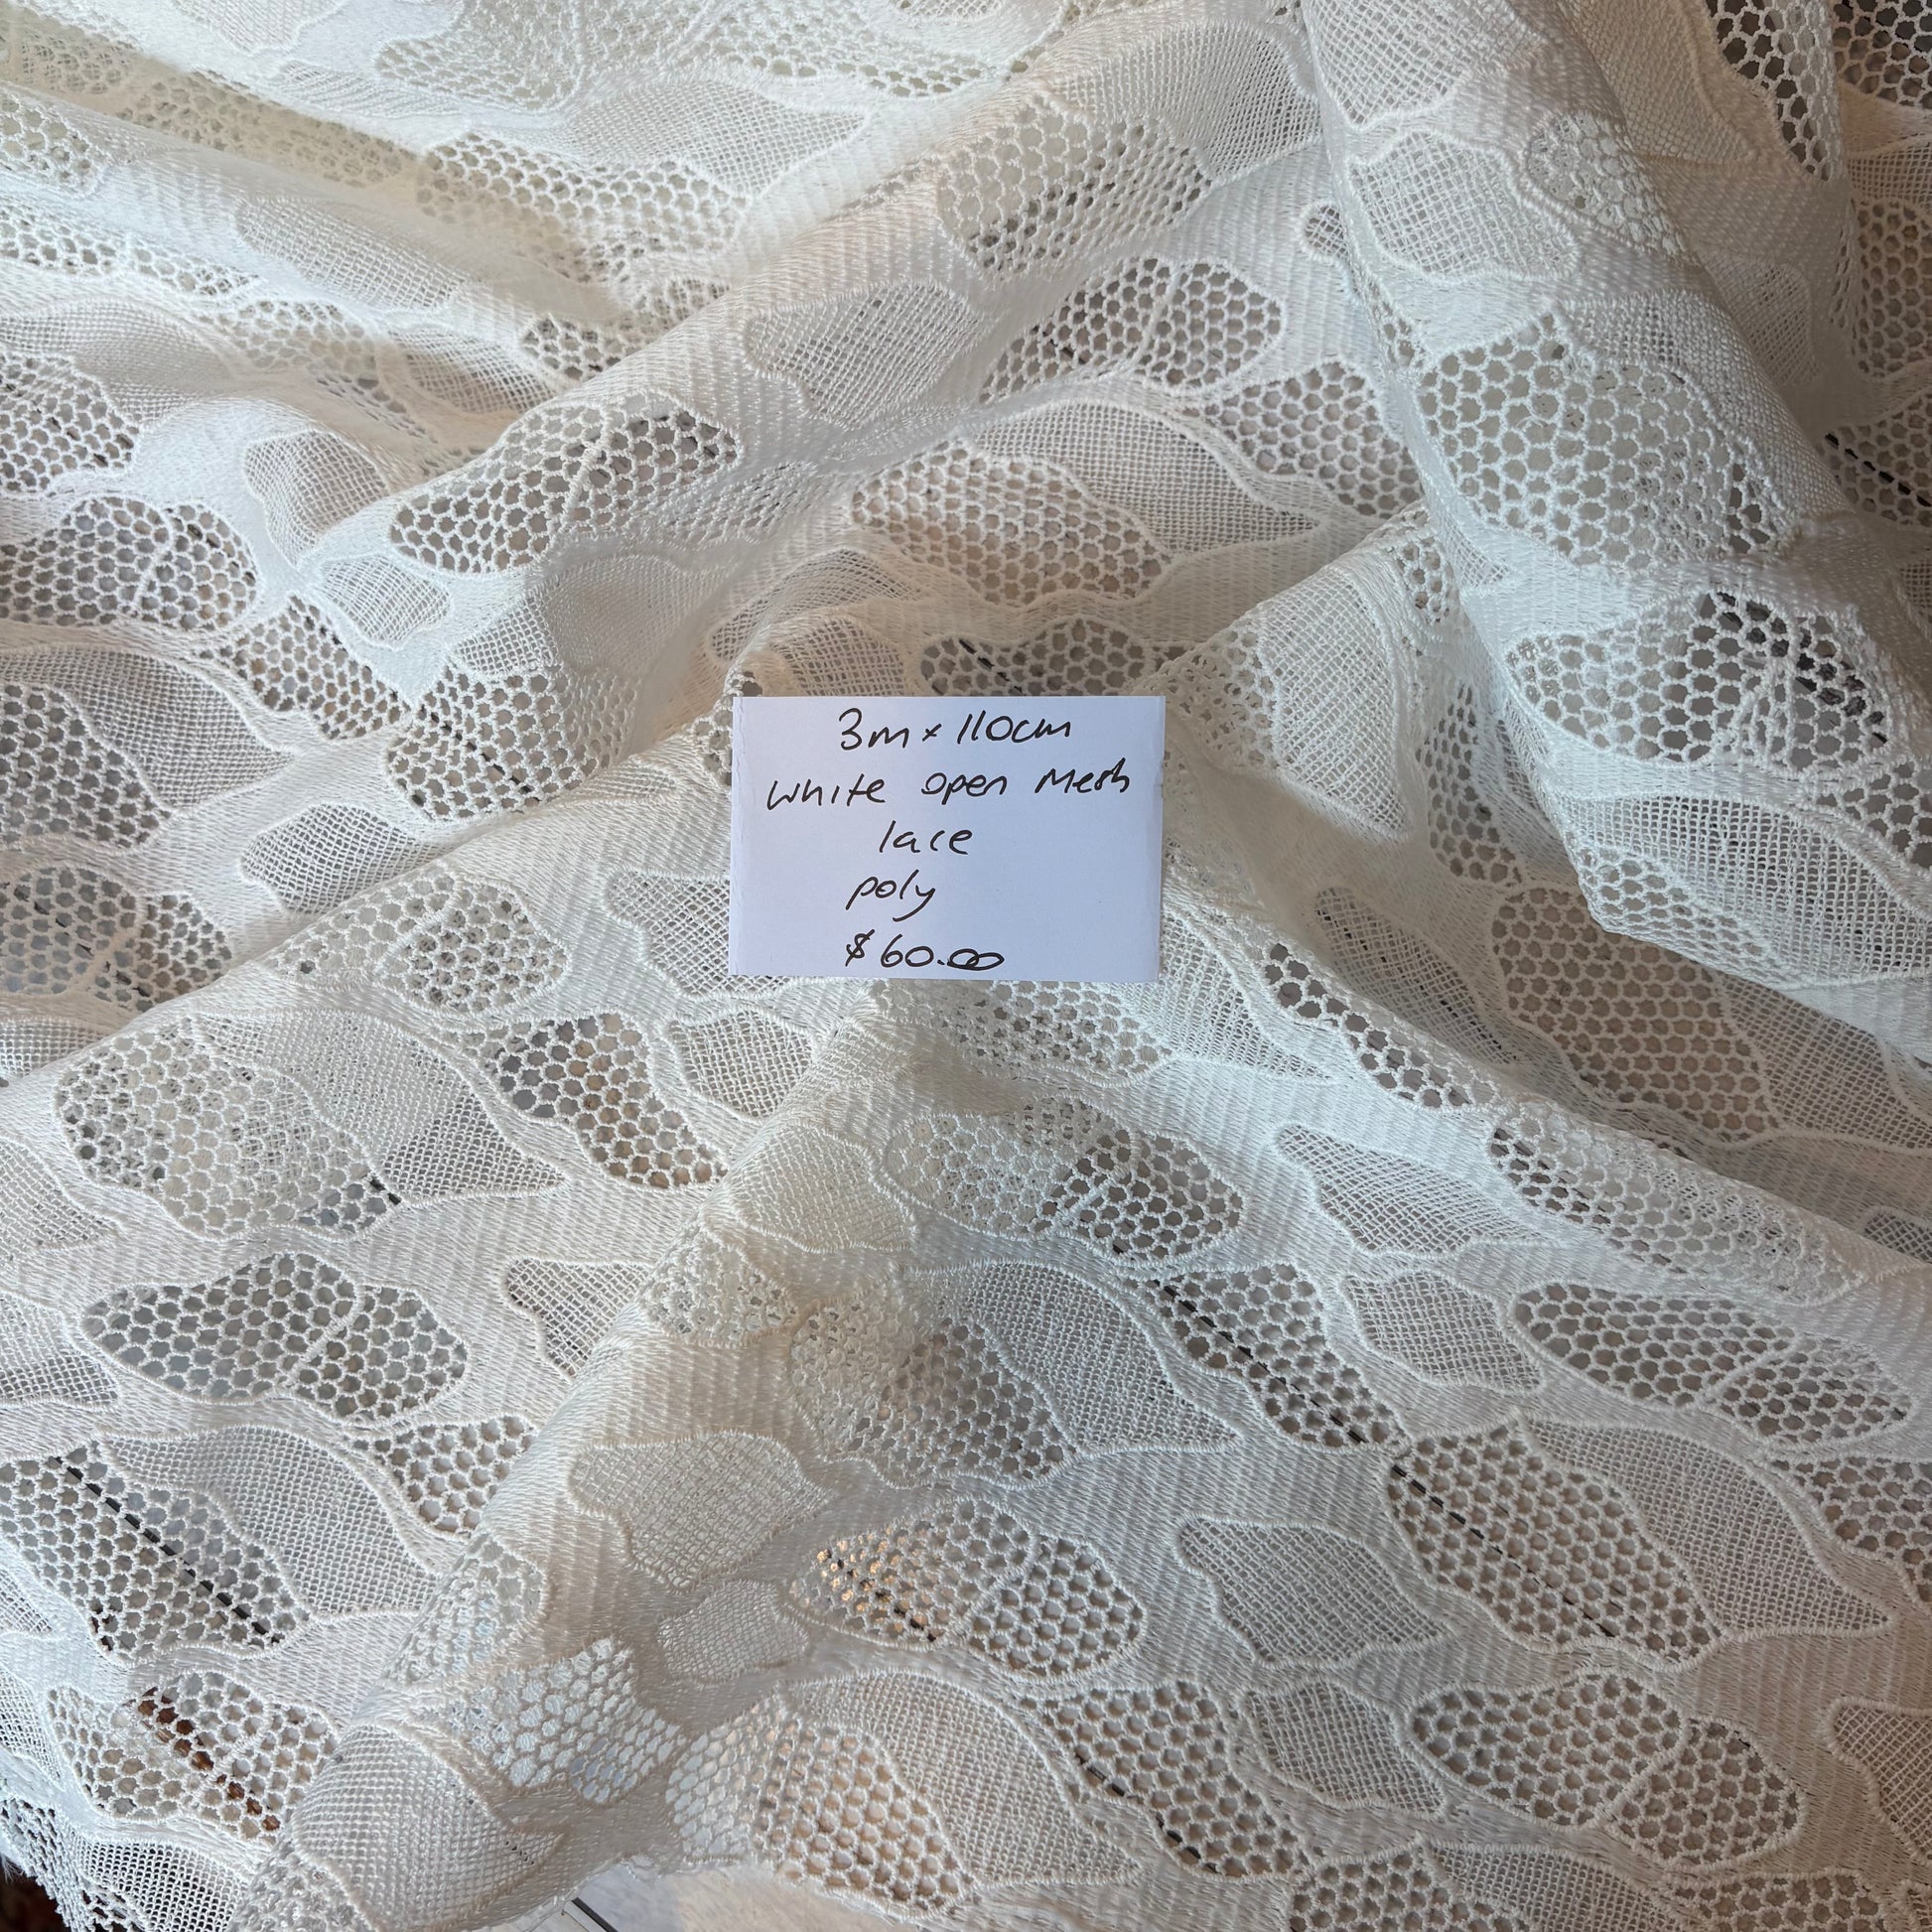 3m x 110cm
white open mesh
lace
poly
$60.00